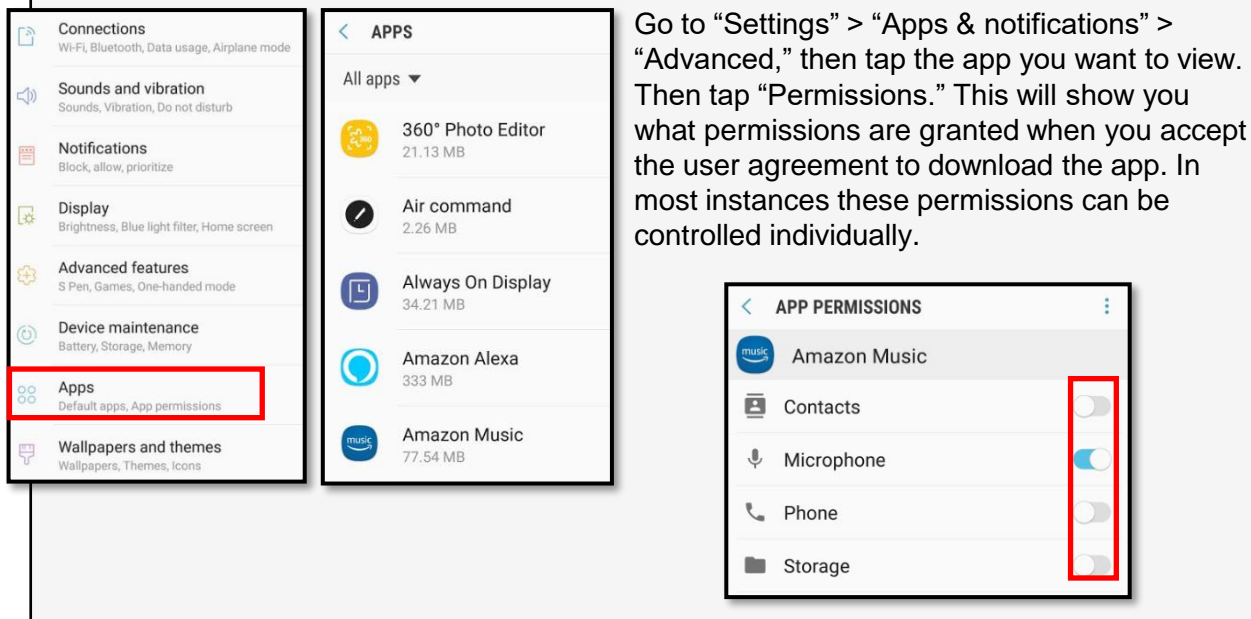 Connections
Wi-Fi, Bluetooth, Data usage, Airplane mode
Sounds and vibration
Sounds, Vibration, Do not disturb
Notifications
Block, allow, prioritize
Display
Brightness, Blue light filter, Home screen
Advanced features
S Pen, Games, One-handed mode
Device maintenance
Battery, Storage, Memory
Apps
Default apps, App permissions
Wallpapers and themes
Wallpapers, Themes, Icons
APPS
All apps
360° Photo Editor
21.13 MB
Air command
2.26 MB
Always On Display
34.21 MB
Amazon Alexa
333 MB
music
Amazon Music
77.54 MB
Go to “Settings” > “Apps & notifications” >
“Advanced,” then tap the app you want to view.
Then tap “Permissions.” This will show you
what permissions are granted when you accept
the user agreement to download the app. In
most instances these permissions can be
controlled individually.
APP PERMISSIONS
music
Amazon Music
Contacts
Microphone
Phone
Storage